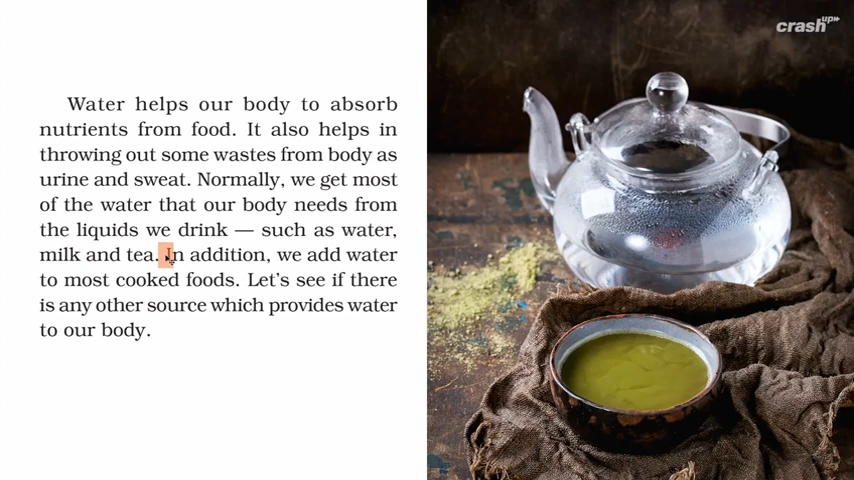 crash up
Water helps our body to absorb
nutrients from food. It also helps in
throwing out some wastes from body as
urine and sweat. Normally, we get most
of the water that our body needs from
the liquids we drink — such as water,
milk and tea. In addition, we add water
to most cooked foods. Let's see if there
is any other source which provides water
to our body.